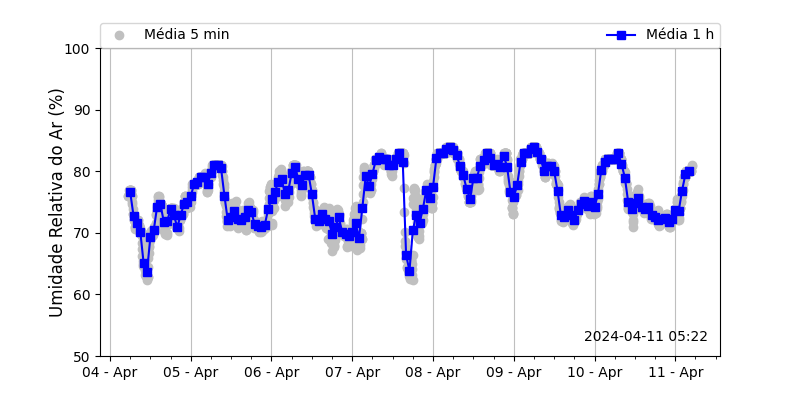 Média 5 min
Média 1 h
Umidade Relativa do Ar (%)
100
90
80
70
60
50
2024-04-11 05:22
04 - Apr
05 - Apr
06 - Apr
07 - Apr
08 - Apr
09 - Apr
10 - Apr
11 - Apr